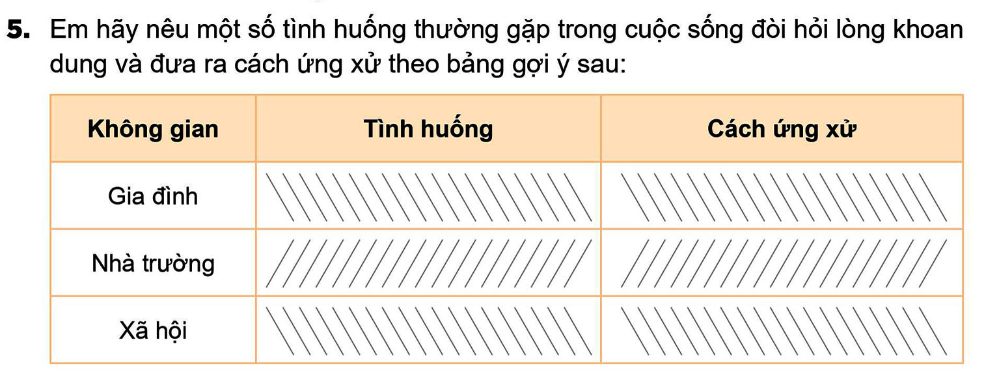 5. Em hãy nêu một số tình huống thường gặp trong cuộc sống đòi hỏi lòng khoan
dung và đưa ra cách ứng xử theo bảng gợi ý sau:
Không gian Tình huống Cách ứng xử
Gia đình
Nhà trường
Xã hội